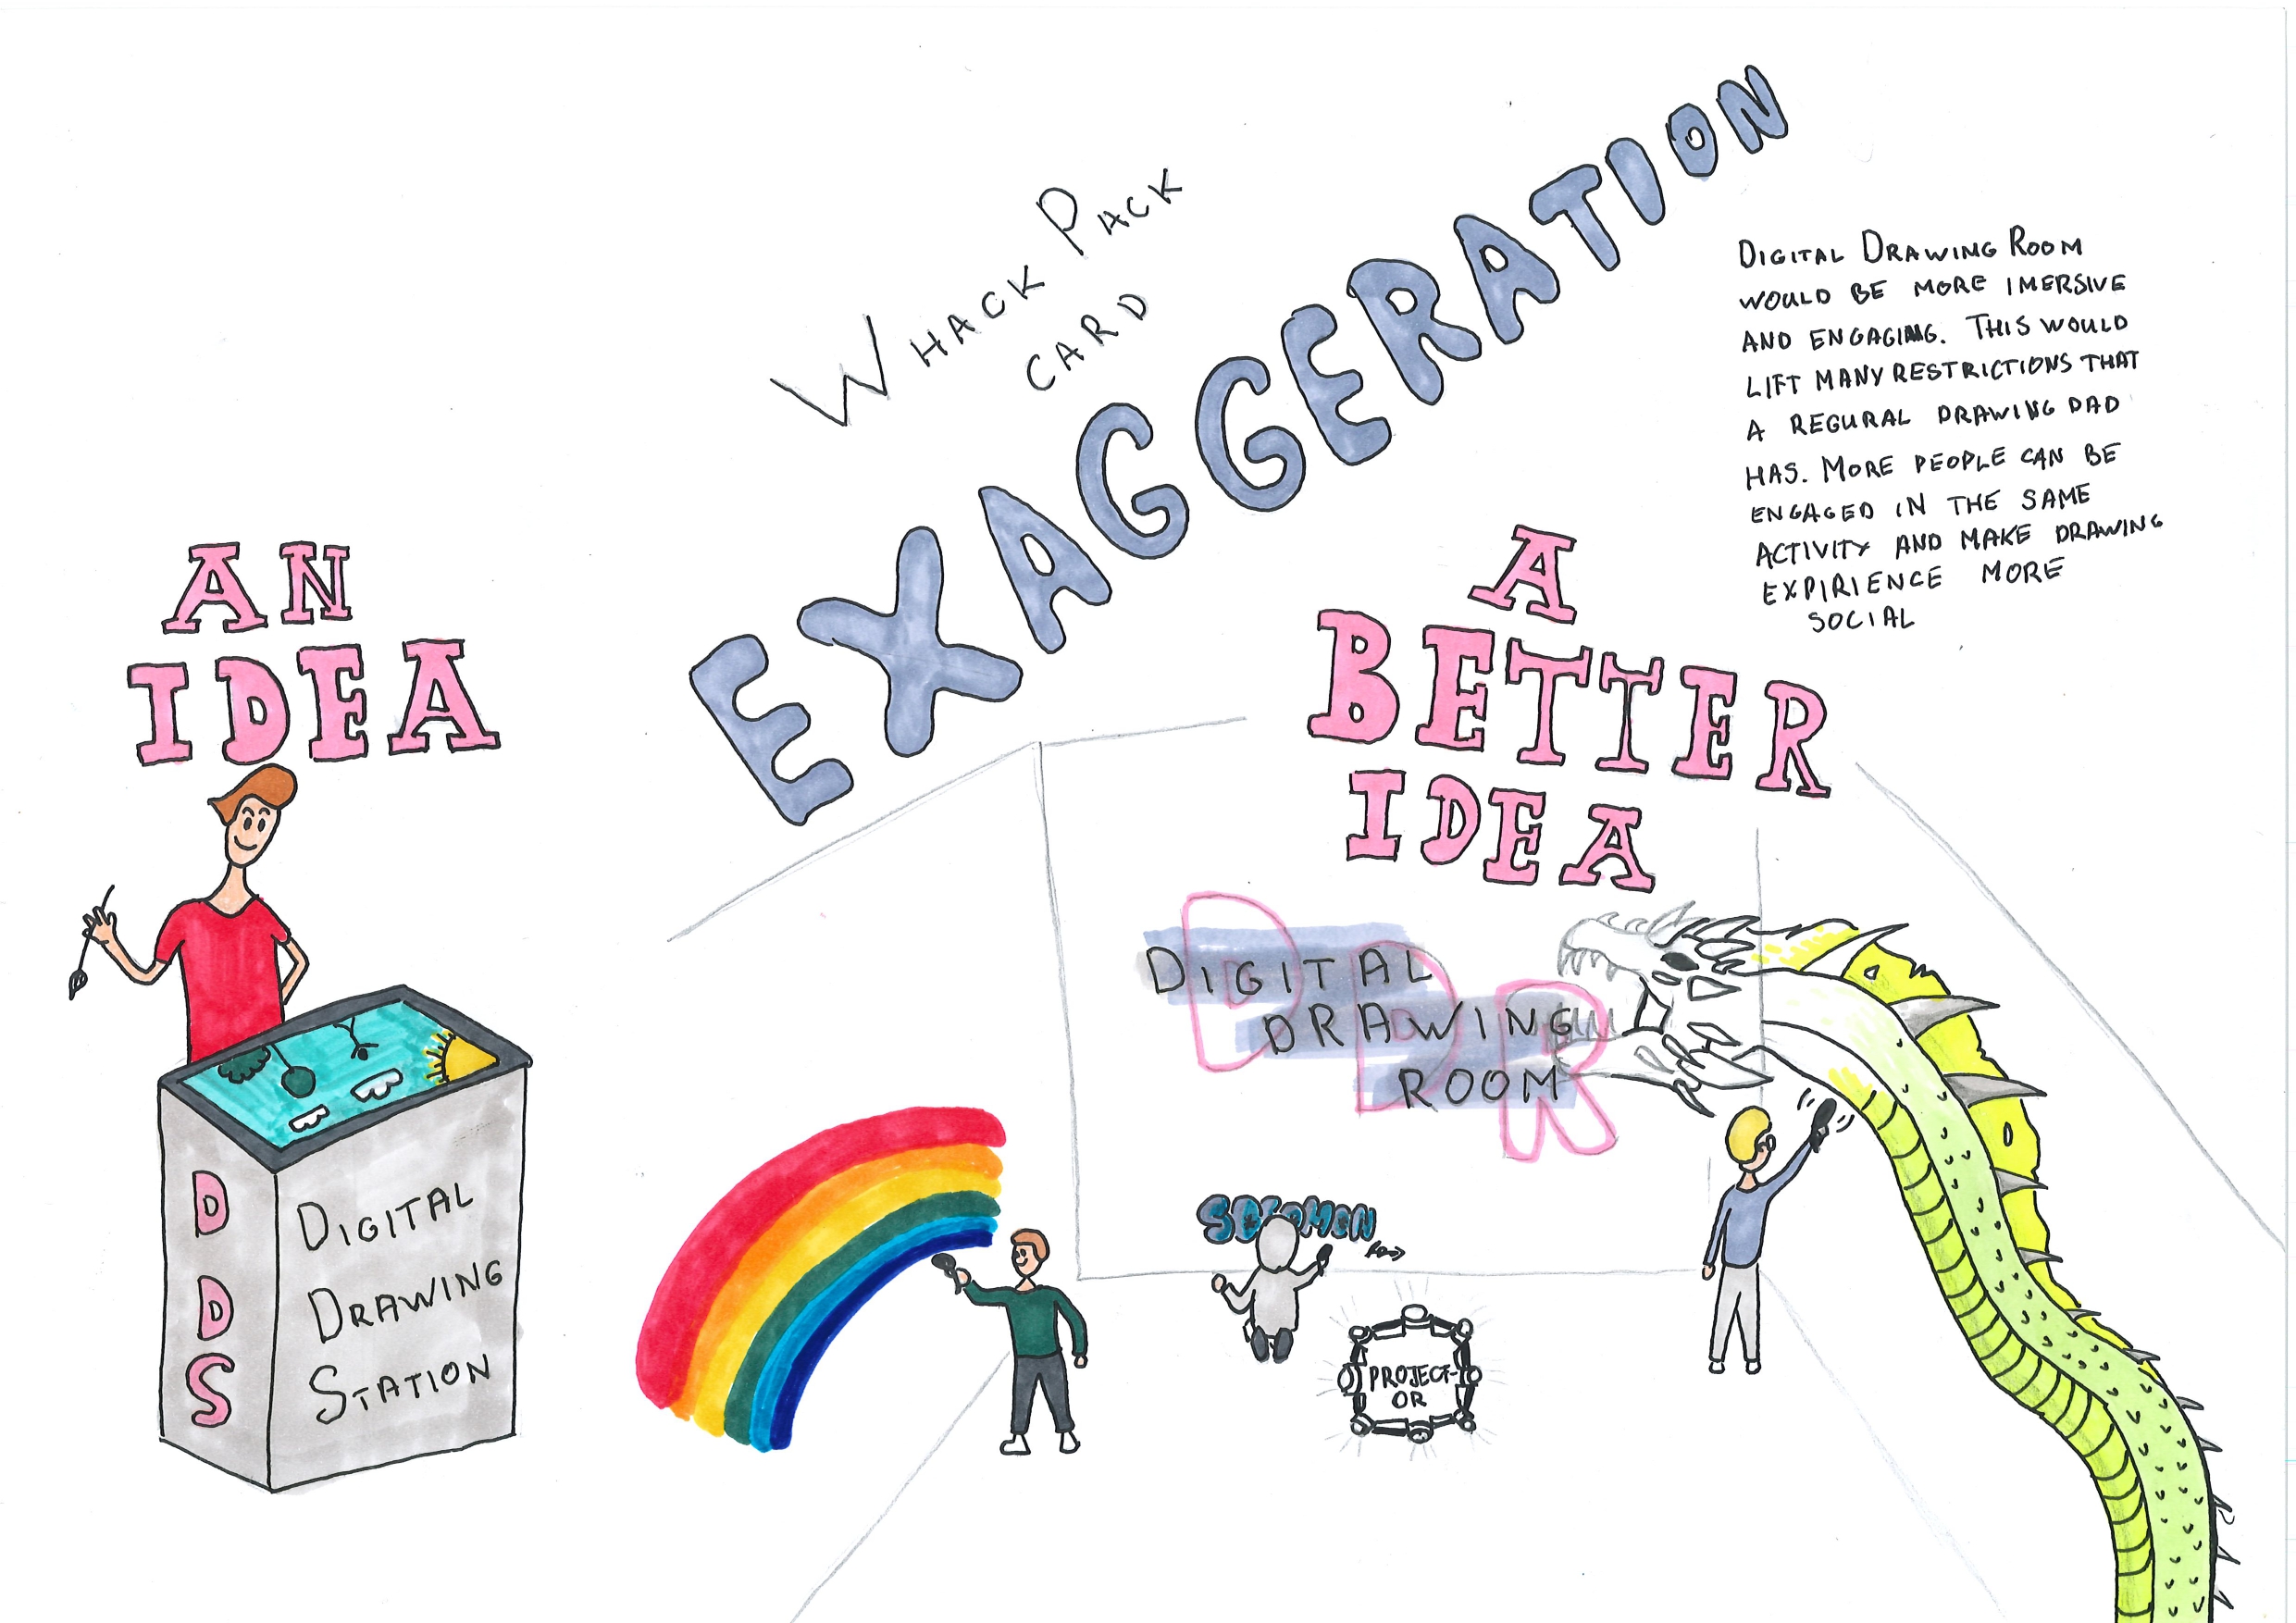 AN
IDEA
DDS
DIGITAL
DRAWING
STATION
WHACK PACK
CARD
EXAGGERATION
DIGITAL DRAWING ROOM
WOULD BE MORE IMERSIVE
AND ENGAGING. THIS WOULD
LIFT MANY RESTRICTIONS THAT
A REGURAL DRAWING DAD
HAS. MORE PEOPLE CAN BE
ENGAGED IN THE SAME
ACTIVITY AND MAKE DRAWING
EXPIRIENCE MORE
SOCIAL
A
BETTER
IDEA
DDR
DIGITAL
DRAWING
ROOM
SOLOMON
PROJECT-
OR